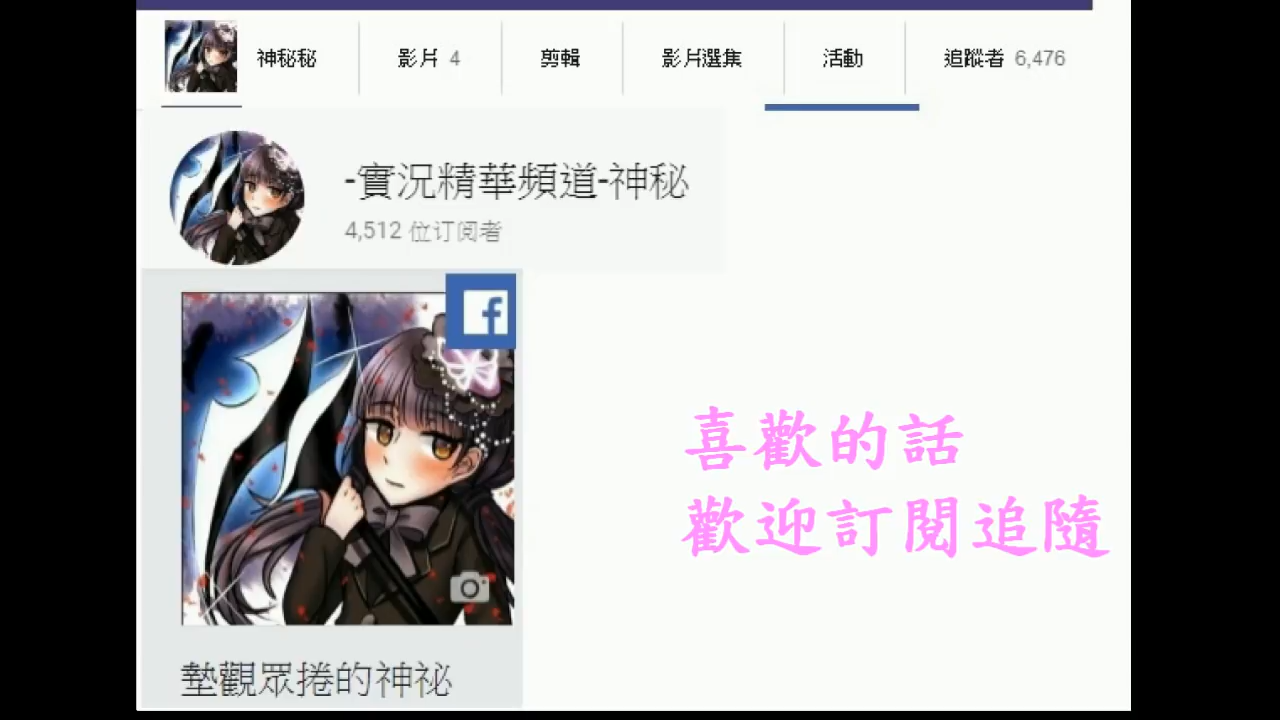 神秘秘 影片 4 剪輯 影片選集 活動 追蹤者 6,476
-實況精華頻道-神秘
4,512 位订阅者
f
喜歡的話
歡迎訂閱追隨
墊觀眾捲的神祕